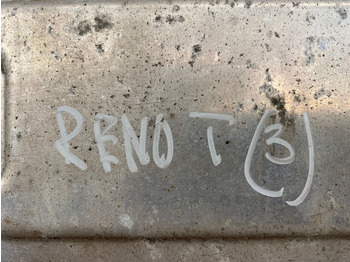 RENO T (3)